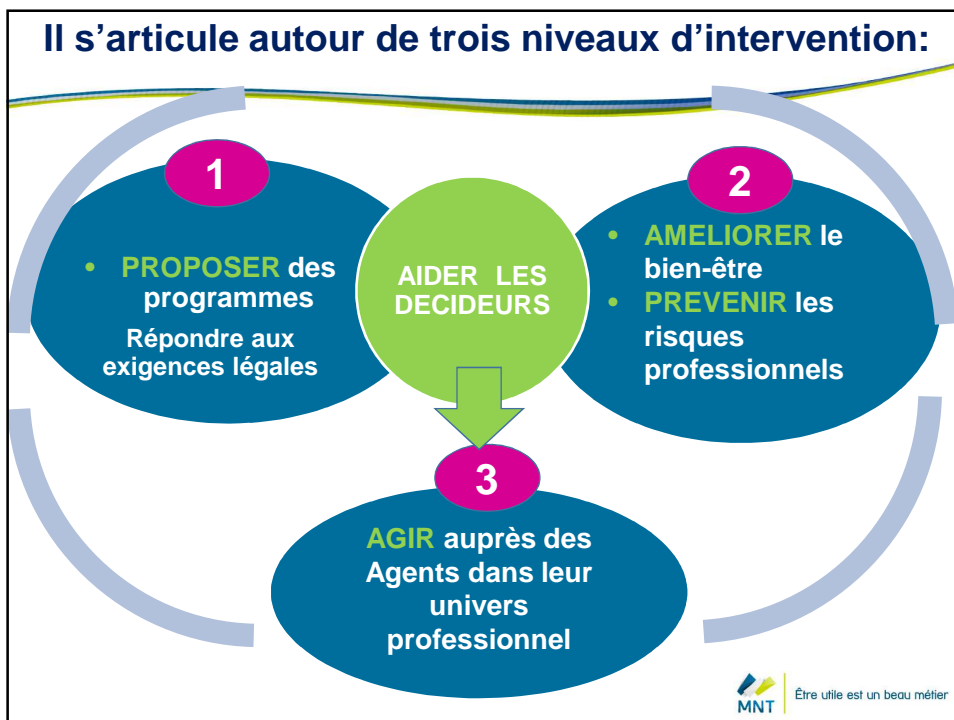 Il s’articule autour de trois niveaux d’intervention:
1
• PROPOSER des
programmes
Répondre aux
exigences légales
AIDER LES
DECIDEURS
2
• AMELIORER le
bien-être
• PREVENIR les
risques
professionnels
3
AGIR auprès des
Agents dans leur
univers
professionnel
MNT
Être utile est un beau métier